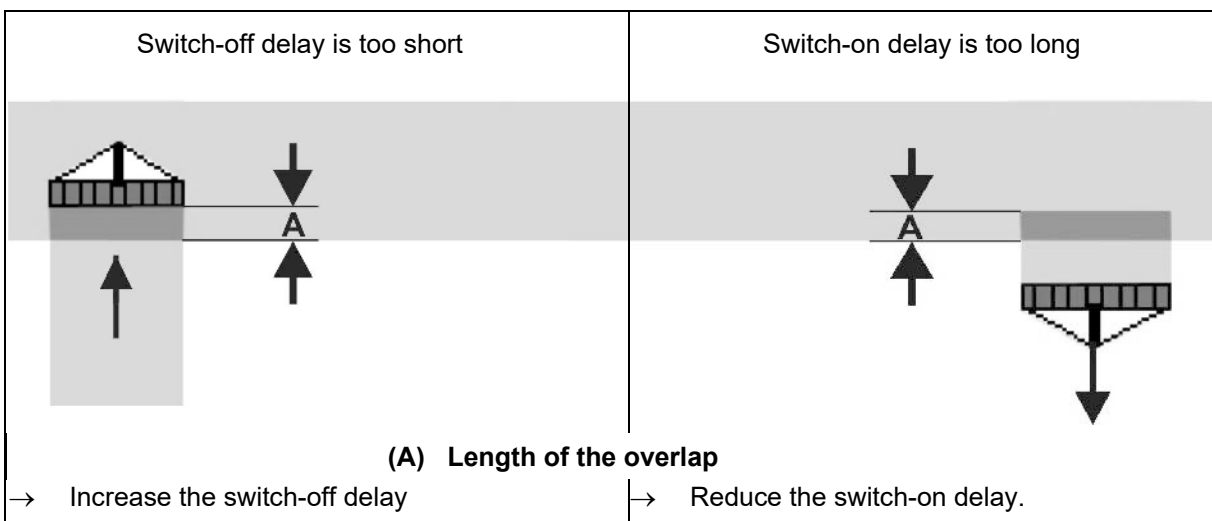 Switch-off delay is too short
Switch-on delay is too long
A
A
(A) Length of the overlap
→ Increase the switch-off delay
→ Reduce the switch-on delay.